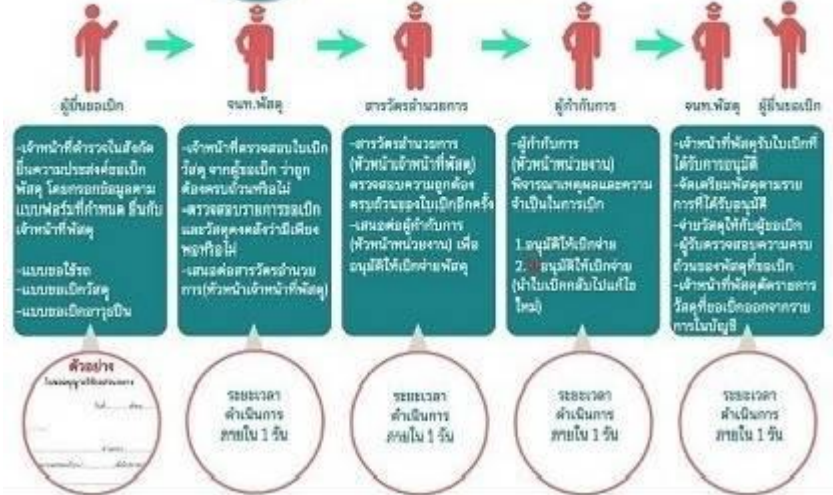 ผู้ยื่นขอเบิก
จนท.พัสดุ
สารวัตรอำนวยการ
ผู้กำกับการ
จนท.พัสดุ
ผู้ยื่นขอเบิก
-เจ้าหน้าที่ตำรวจในสังกัด
ยื่นความประสงค์ขอเบิก
พัสดุ โดยกรอกข้อมูลตาม
แบบฟอร์มที่กำหนด ยื่นกับ
เจ้าหน้าที่พัสดุ
-แบบขอใช้รถ
-แบบขอเบิกวัสดุ
-แบบขอเบิกอาวุธปืน
-เจ้าหน้าที่ตรวจสอบใบเบิก
วัสดุ จากผู้ขอเบิก ว่าถูก
ต้องครบถ้วนหรือไม่
-ตรวจสอบรายการขอเบิก
และวัสดุคงคลังว่ามีเพียง
พอหรือไม่
-เสนอต่อสารวัตรอำนวย
การ(หัวหน้าเจ้าหน้าที่พัสดุ)
-สารวัตรอำนวยการ
(หัวหน้าเจ้าหน้าที่พัสดุ)
ตรวจสอบความถูกต้อง
ครบถ้วนของใบเบิกอีกครั้ง
-เสนอต่อผู้กำกับการ
(หัวหน้าหน่วยงาน) เพื่อ
อนุมัติให้เบิกจ่ายพัสดุ
-ผู้กำกับการ
(หัวหน้าหน่วยงาน)
พิจารณาเหตุผลและความ
จำเป็นในการเบิก
1.อนุมัติให้เบิกจ่าย
2.ไม่อนุมัติให้เบิกจ่าย
(นำใบเบิกกลับไปแก้ไข
ใหม่)
-เจ้าหน้าที่พัสดุรับใบเบิกที่
ได้รับการอนุมัติ
-จัดเตรียมพัสดุตามราย
การที่ได้รับอนุมัติ
-จ่ายวัสดุให้กับผู้ขอเบิก
-ผู้รับตรวจสอบความครบ
ถ้วนของพัสดุที่ขอเบิก
-เจ้าหน้าที่พัสดุตัดรายการ
วัสดุที่ขอเบิกออกจากราย
การในบัญชี
ตัวอย่าง
ระยะเวลา
ดำเนินการ
ภายใน 1 วัน
ระยะเวลา
ดำเนินการ
ภายใน 1 วัน
ระยะเวลา
ดำเนินการ
ภายใน 1 วัน
ระยะเวลา
ดำเนินการ
ภายใน 1 วัน